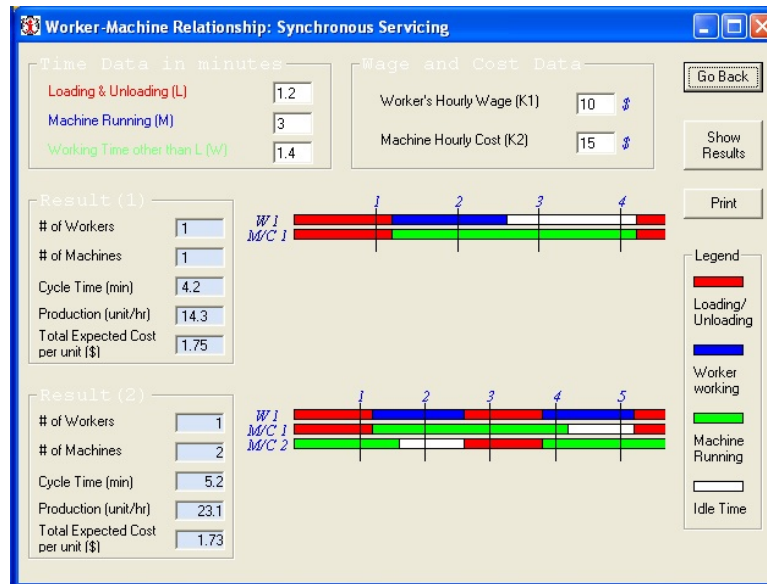 Worker-Machine Relationship: Synchronous Servicing
Time Data in minutes
Loading & Unloading (L) 1.2
Machine Running (M) 3
Working Time other than L (W) 1.4
Wage and Cost Data
Worker's Hourly Wage (K1) 10 $
Machine Hourly Cost (K2) 15 $
Go Back
Show
Results
Print
Result (1)
# of Workers 1
# of Machines 1
Cycle Time (min) 4.2
Production (unit/hr) 14.3
Total Expected Cost
per unit ($) 1.75
1 2 3 4
W 1
M/C 1
Legend
Loading/
Unloading
Worker
working
Machine
Running
Idle Time
Result (2)
# of Workers 1
# of Machines 2
Cycle Time (min) 5.2
Production (unit/hr) 23.1
Total Expected Cost
per unit ($) 1.73
1 2 3 4 5
W 1
M/C 1
M/C 2